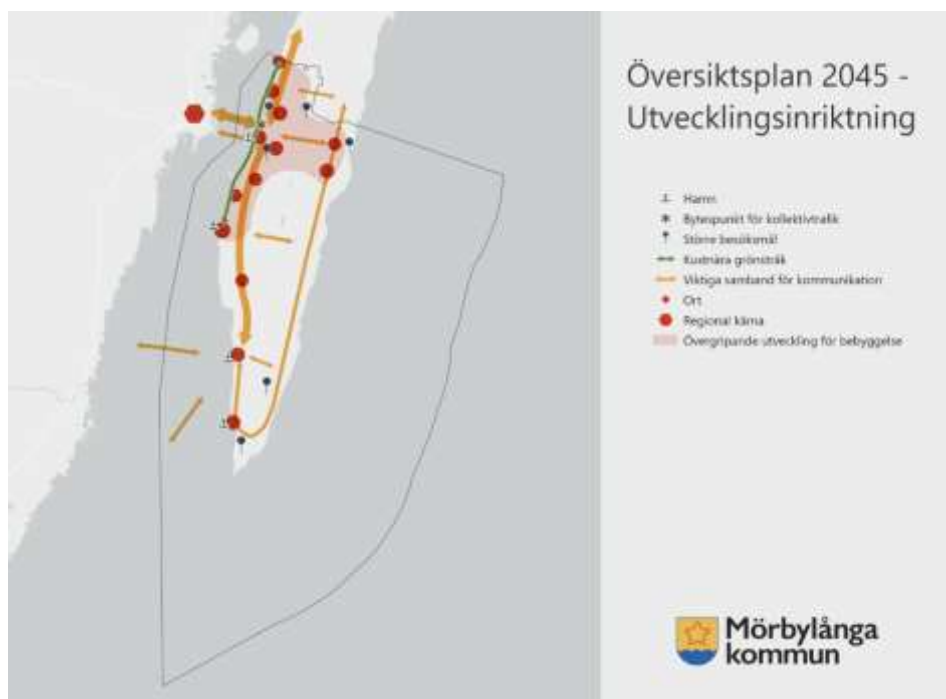 Översiktsplan 2045 -
Utvecklingsinriktning
Hamn
Bytespunkt för kollektivtrafik
Större besöksmål
Kustnära grönstråk
Viktiga samband för kommunikation
Ort
Regional kärna
Övergripande utveckling för bebyggelse
Mörbylånga
kommun